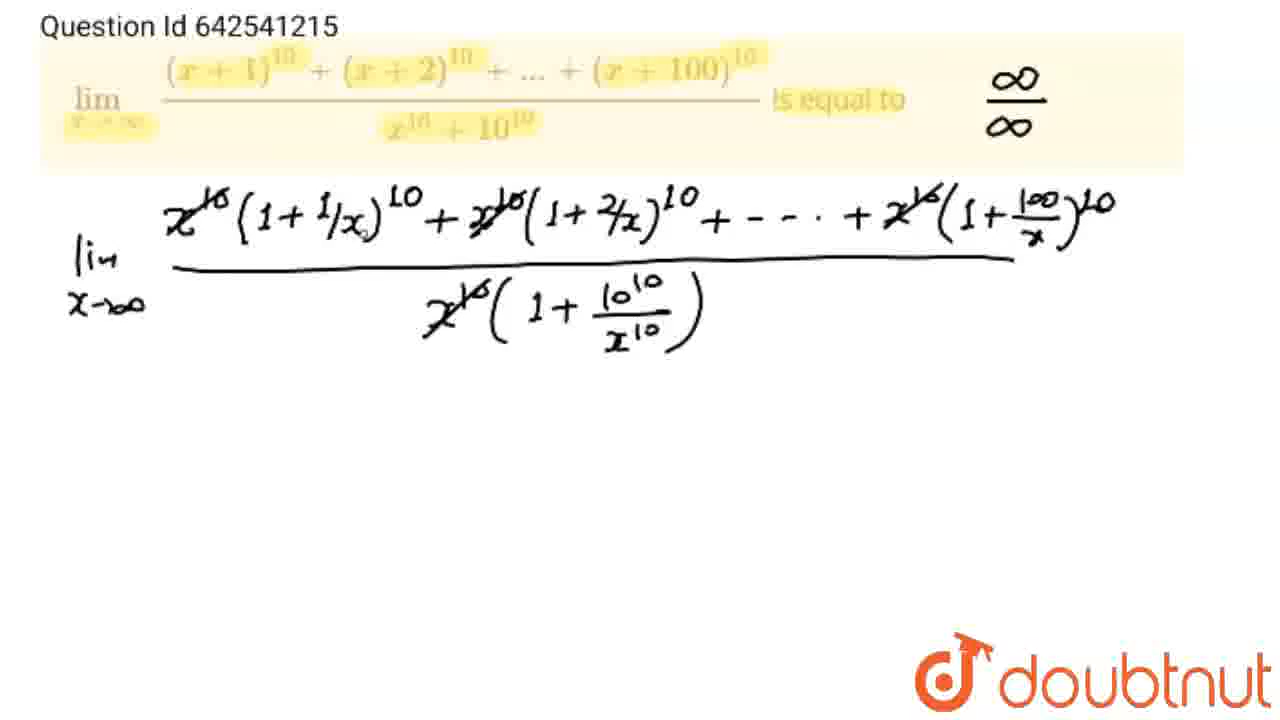 Question Id 642541215
lim x→∞ ((x + 1)^10 + (x + 2)^10 + ... + (x + 100)^10) / (x^10 + 10^10) is equal to ∞/∞
lim x→∞ (x^10 (1 + 1/x)^10 + x^10 (1 + 2/x)^10 + - - - . + x^10 (1 + 100/x)^10) / (x^10 (1 + 10^10/x^10))
doubtnut